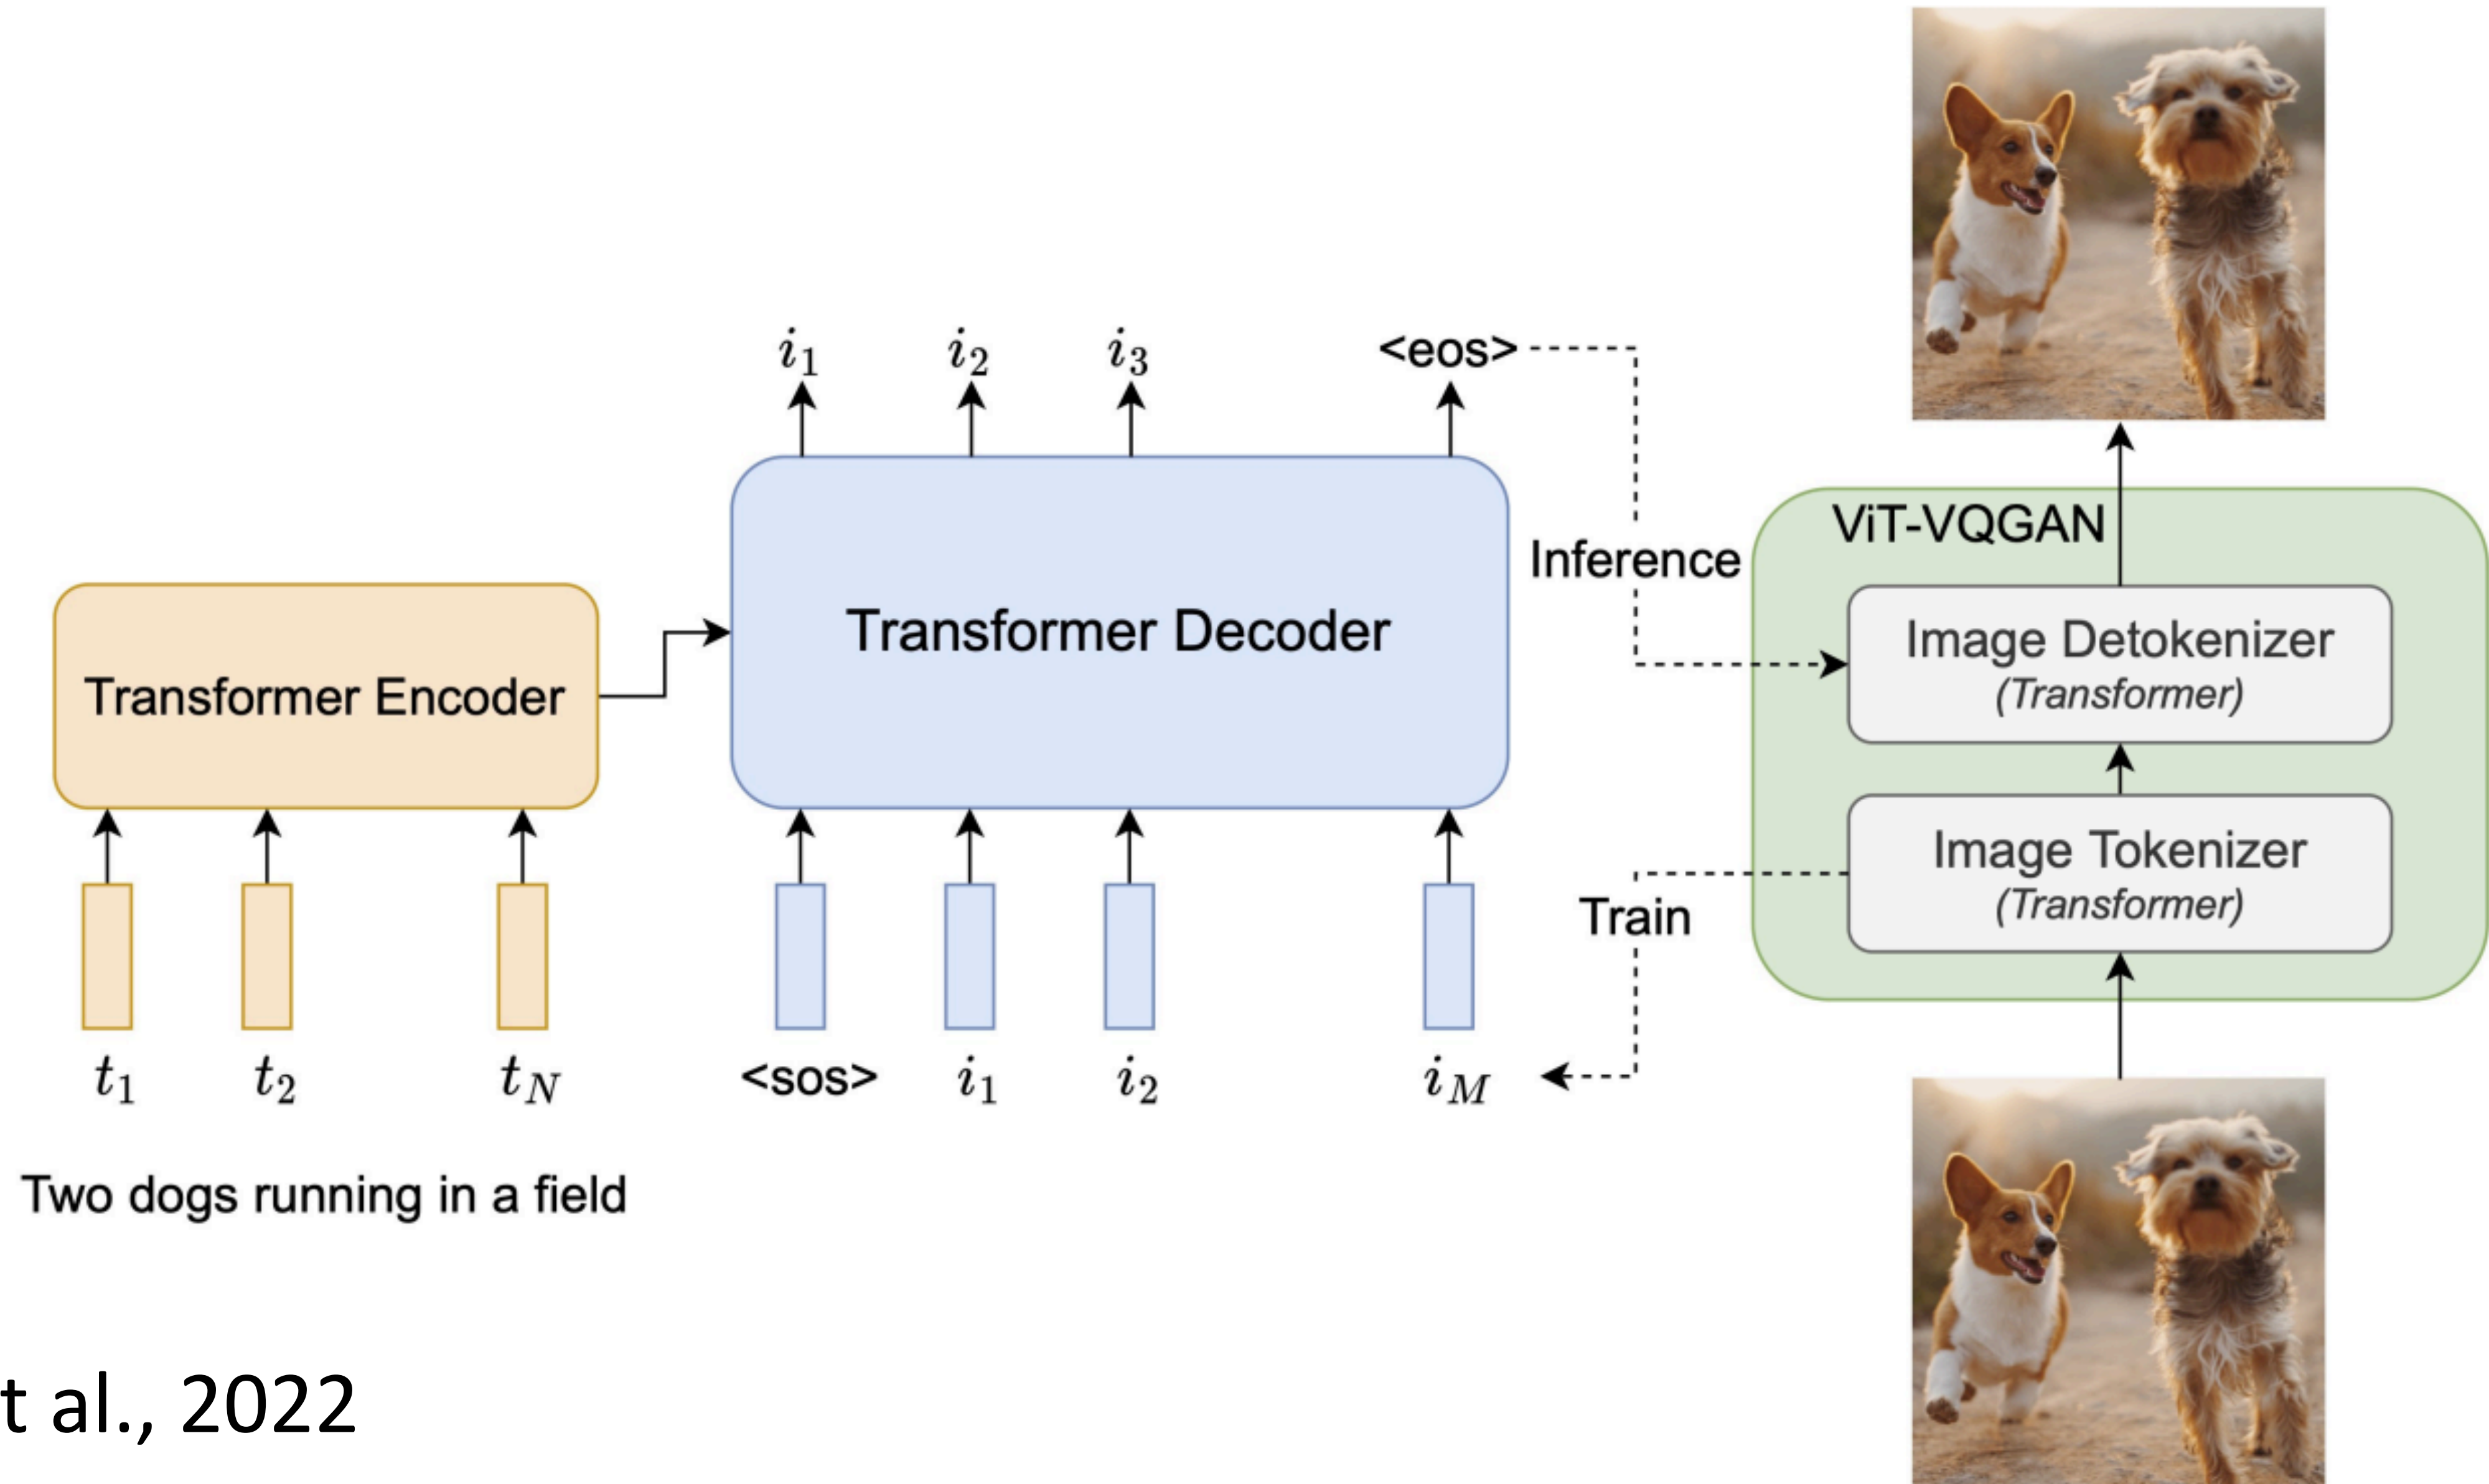 i1 i2 i3 <eos>
ViT-VQGAN
Inference
Image Detokenizer
(Transformer)
Transformer Decoder
Transformer Encoder
Image Tokenizer
(Transformer)
Train
t1 t2 tN <sos> i1 i2 iM
Two dogs running in a field
t al., 2022